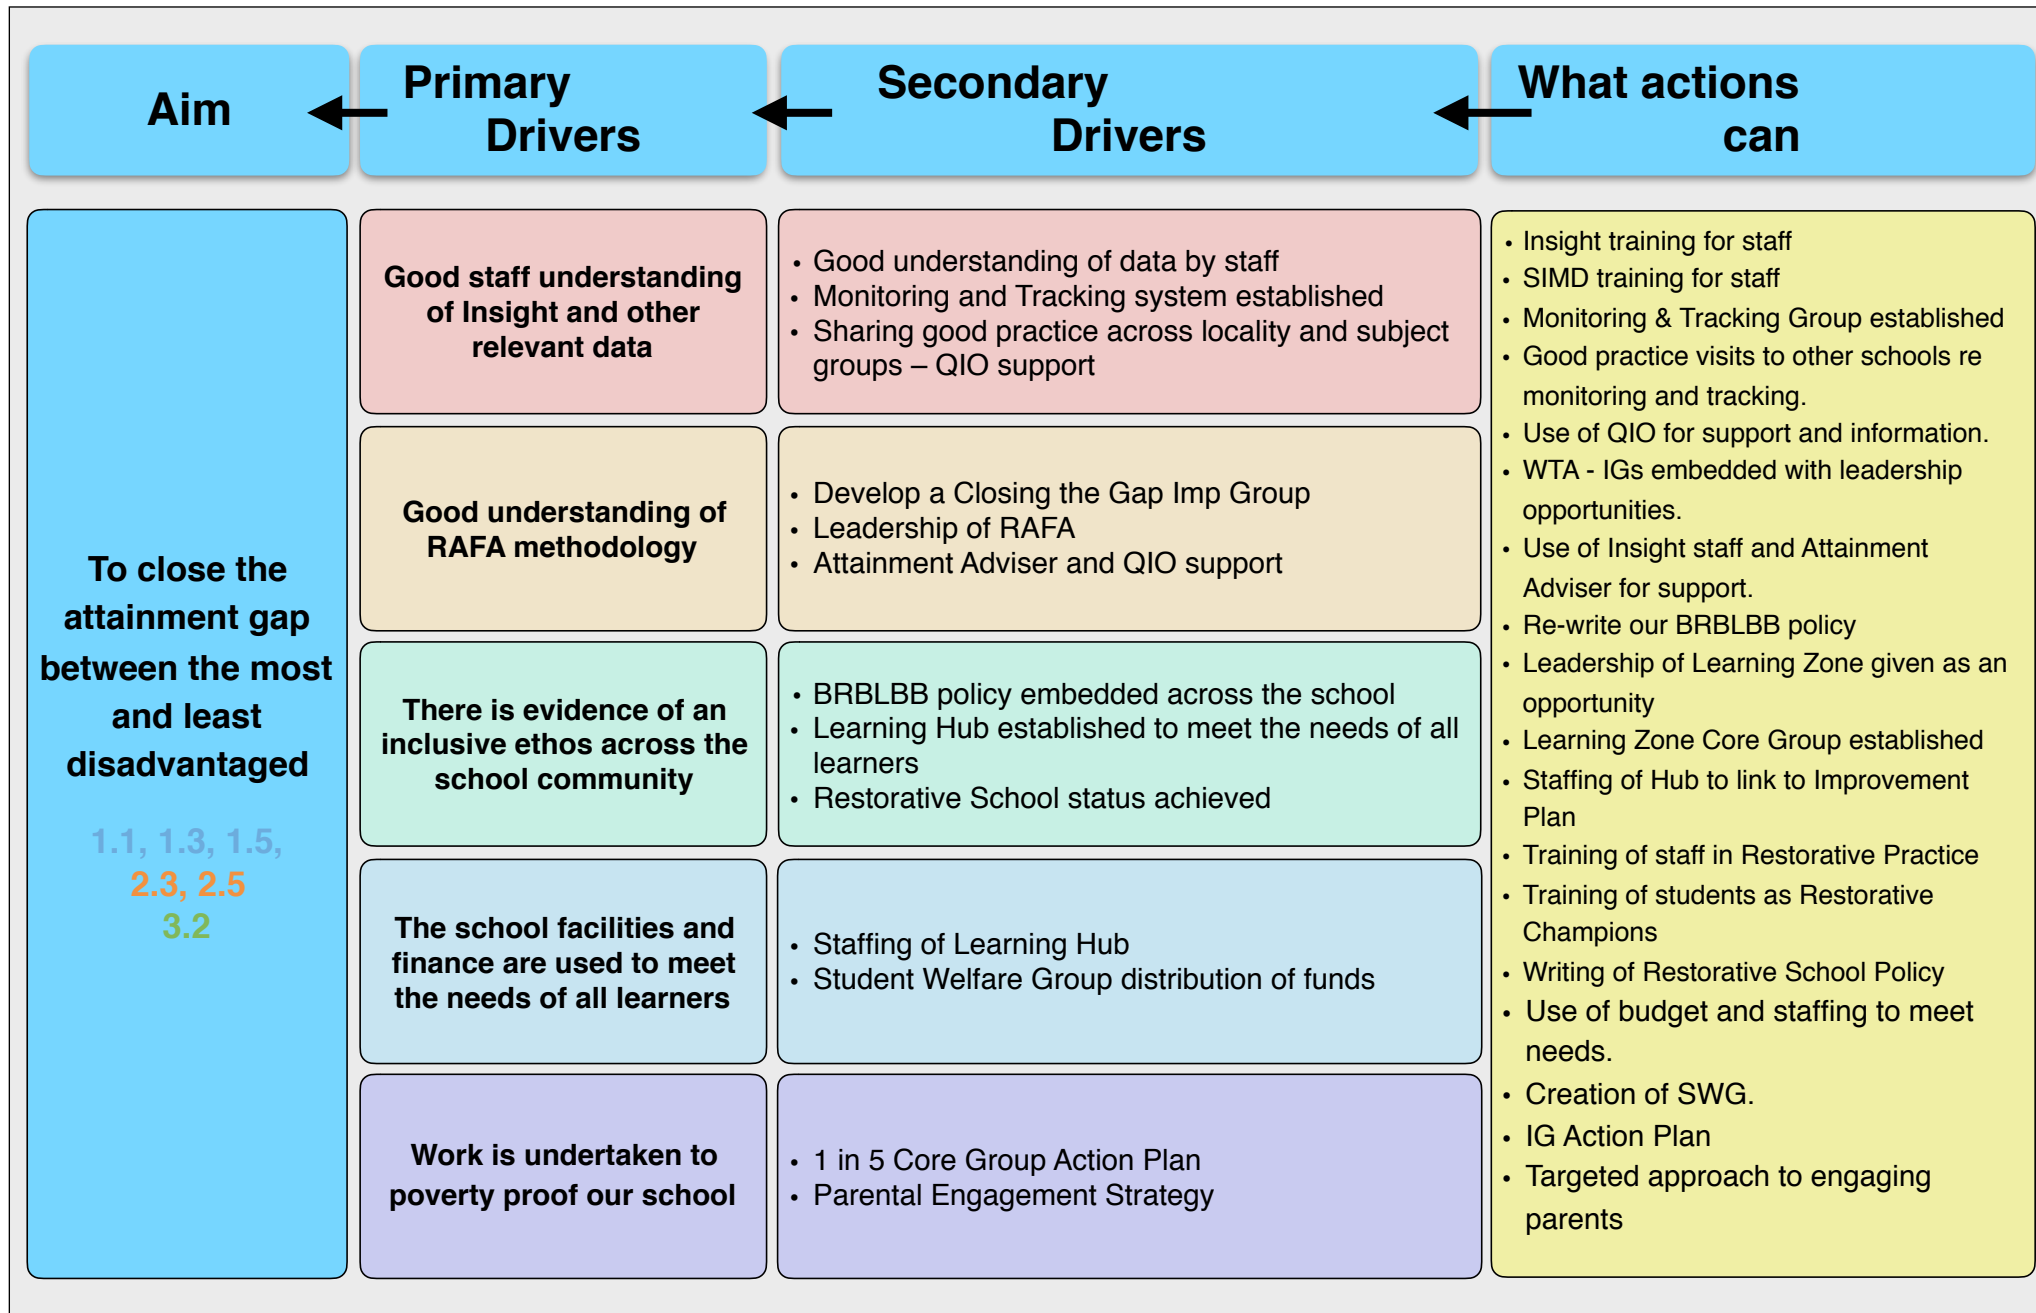 Aim
Primary
Drivers
Secondary
Drivers
What actions
can
To close the
attainment gap
between the most
and least
disadvantaged
1.1, 1.3, 1.5,
2.3, 2.5
3.2
Good staff understanding
of Insight and other
relevant data
• Good understanding of data by staff
• Monitoring and Tracking system established
• Sharing good practice across locality and subject
groups – QIO support
Good understanding of
RAFA methodology
• Develop a Closing the Gap Imp Group
• Leadership of RAFA
• Attainment Adviser and QIO support
There is evidence of an
inclusive ethos across the
school community
• BRBLBB policy embedded across the school
• Learning Hub established to meet the needs of all
learners
• Restorative School status achieved
The school facilities and
finance are used to meet
the needs of all learners
• Staffing of Learning Hub
• Student Welfare Group distribution of funds
Work is undertaken to
poverty proof our school
• 1 in 5 Core Group Action Plan
• Parental Engagement Strategy
• Insight training for staff
• SIMD training for staff
• Monitoring & Tracking Group established
• Good practice visits to other schools re
monitoring and tracking.
• Use of QIO for support and information.
• WTA - IGs embedded with leadership
opportunities.
• Use of Insight staff and Attainment
Adviser for support.
• Re-write our BRBLBB policy
• Leadership of Learning Zone given as an
opportunity
• Learning Zone Core Group established
• Staffing of Hub to link to Improvement
Plan
• Training of staff in Restorative Practice
• Training of students as Restorative
Champions
• Writing of Restorative School Policy
• Use of budget and staffing to meet
needs.
• Creation of SWG.
• IG Action Plan
• Targeted approach to engaging
parents